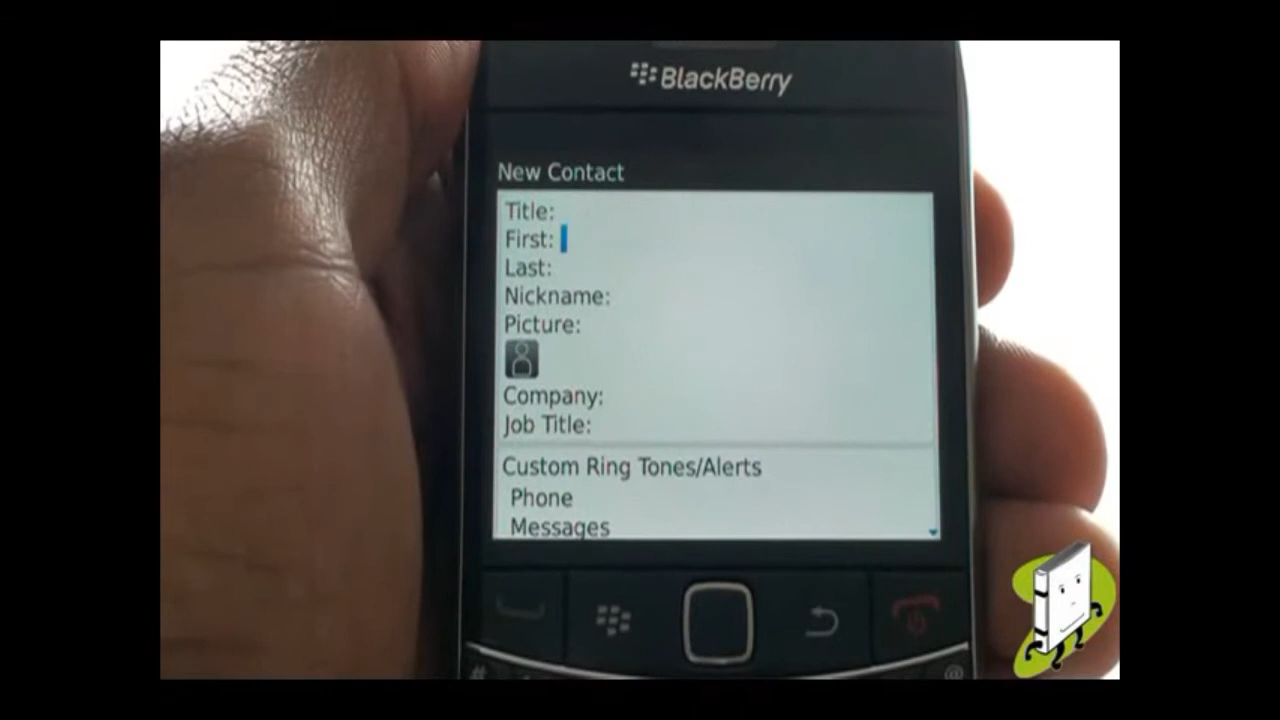 BlackBerry
New Contact
Title:
First:
Last:
Nickname:
Picture:
Company:
Job Title:
Custom Ring Tones/Alerts
Phone
Messages
# @